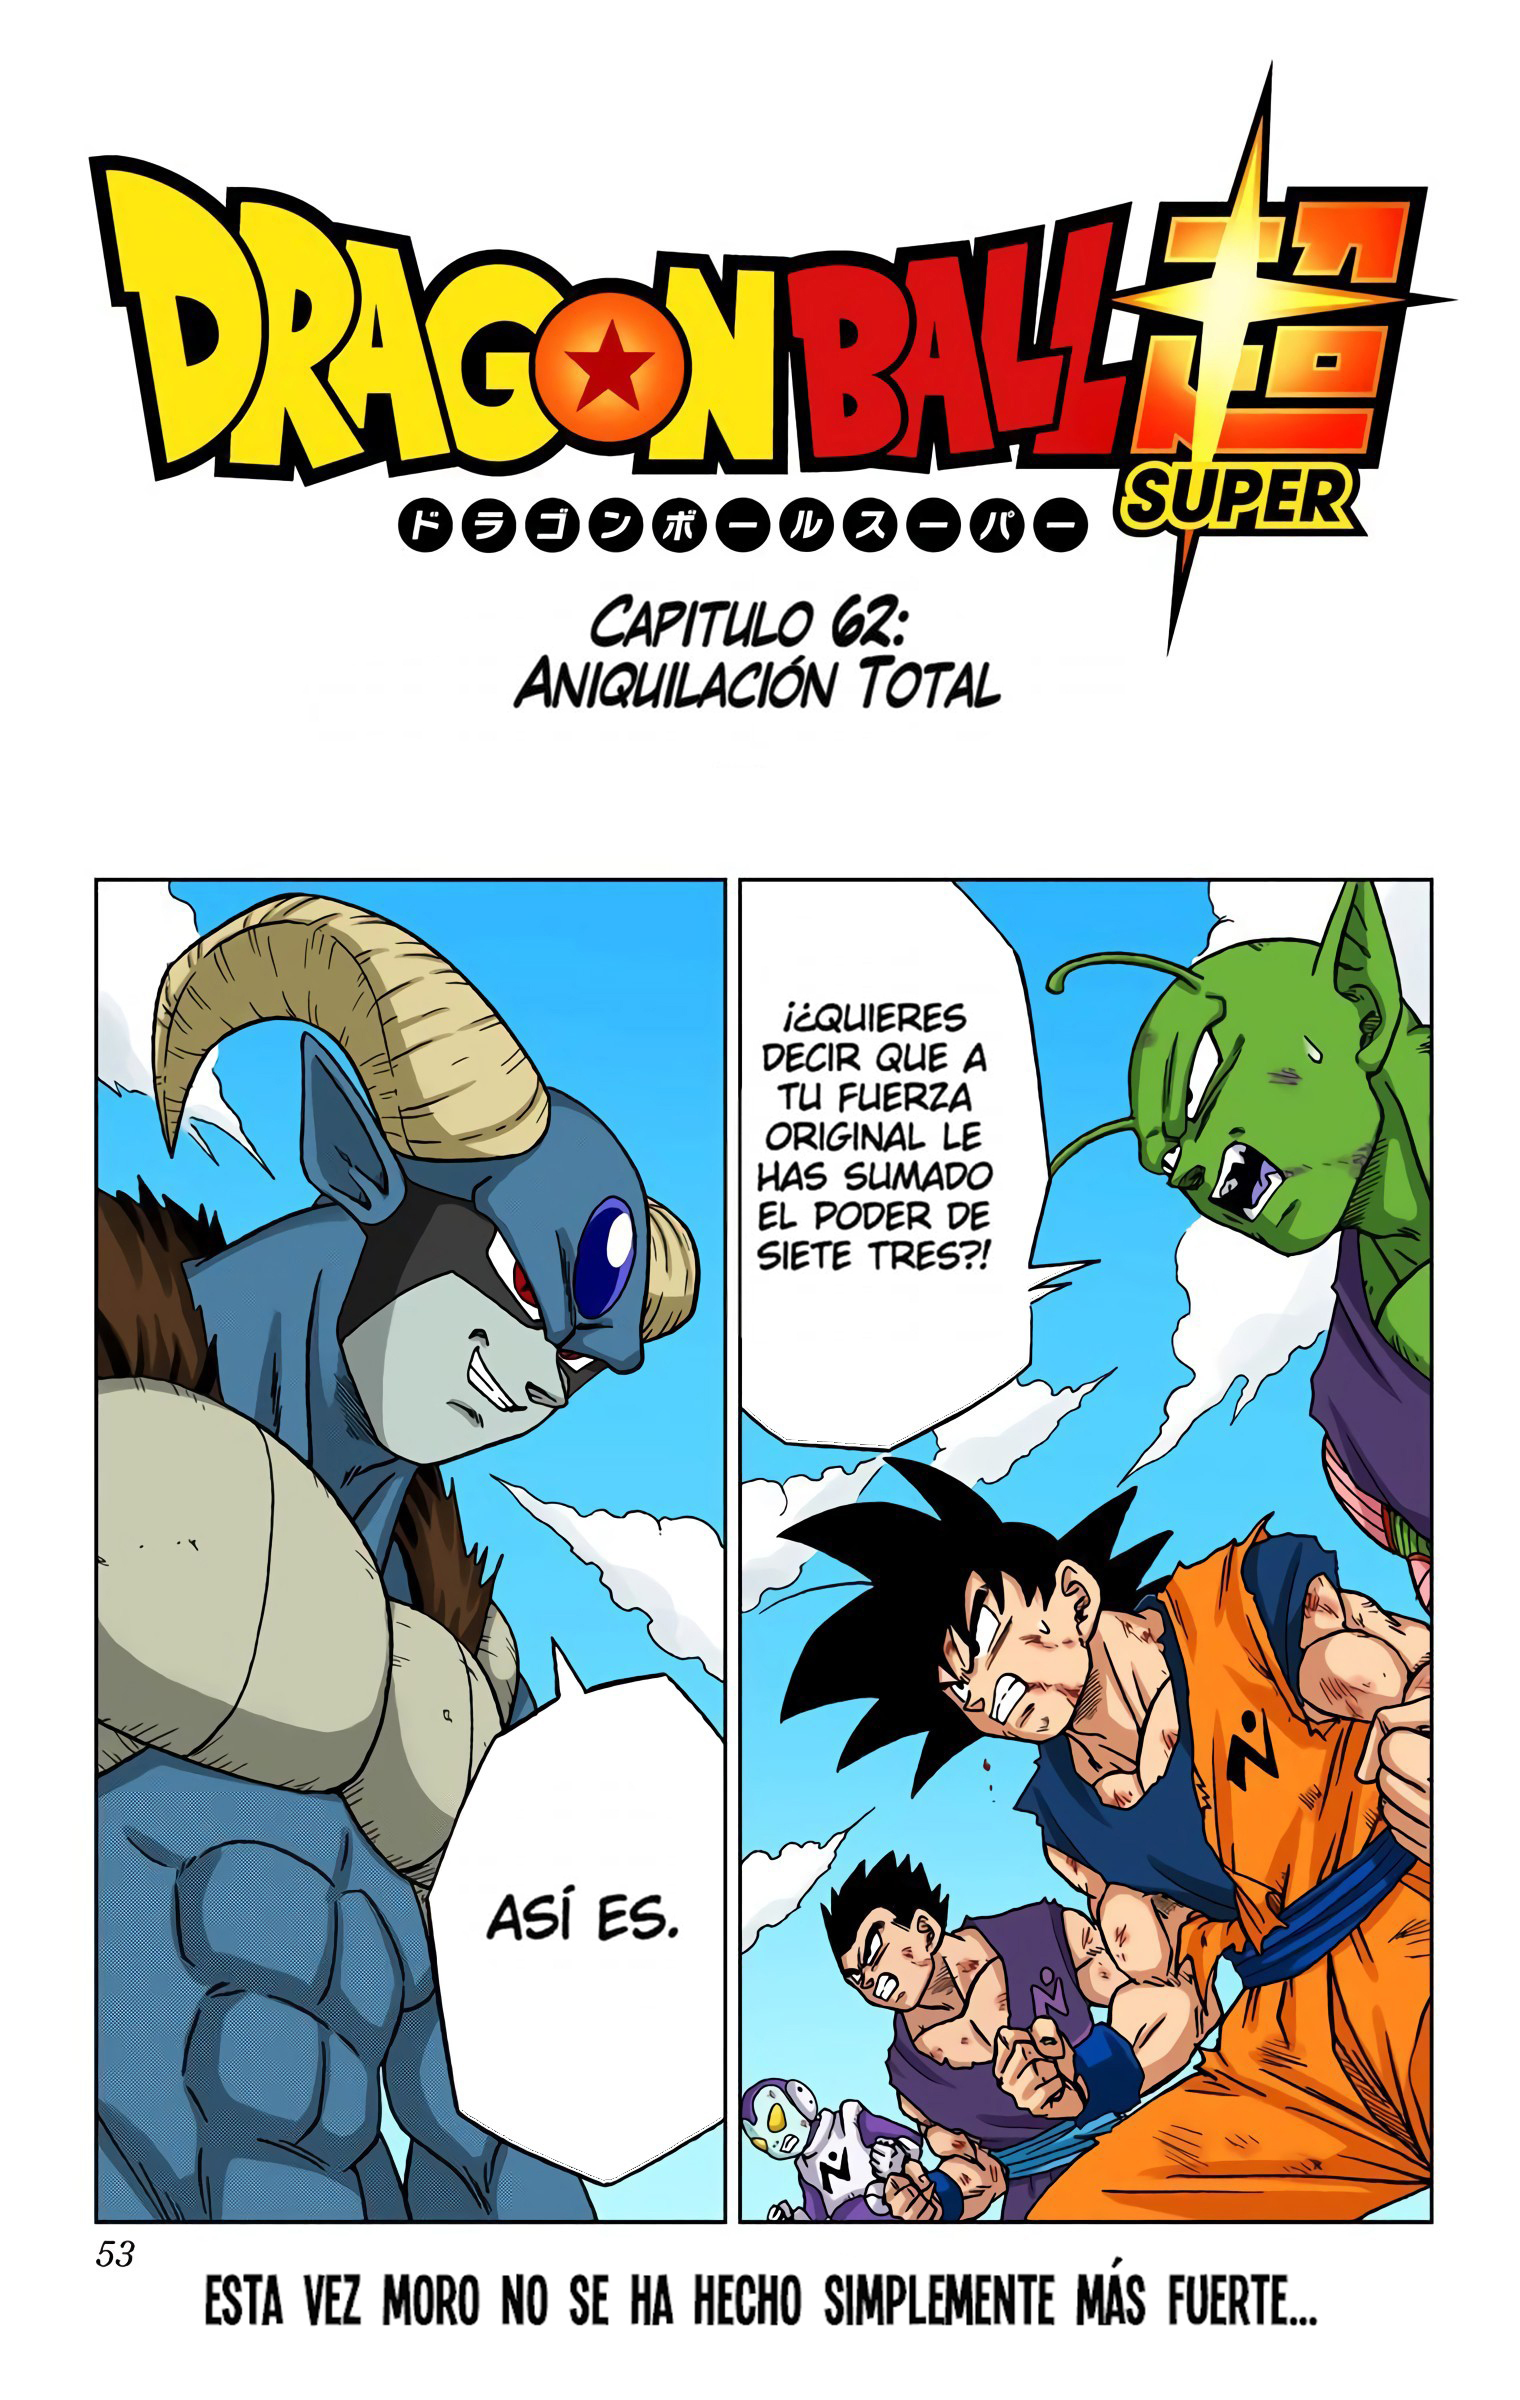 DRAGON BALL 超
SUPER
ドラゴンボールスーパー
CAPITULO 62:
ANIQUILACIÓN TOTAL
¡¿QUIERES
DECIR QUE A
TU FUERZA
ORIGINAL LE
HAS SUMADO
EL PODER DE
SIETE TRES?!
ASÍ ES.
53
ESTA VEZ MORO NO SE HA HECHO SIMPLEMENTE MÁS FUERTE...